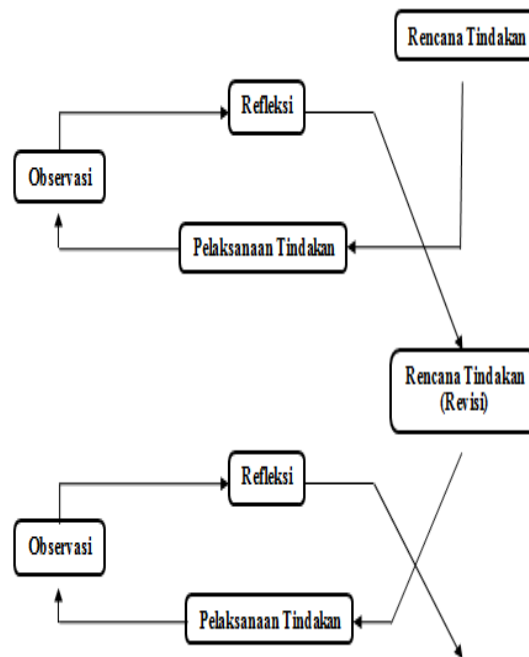 Rencana Tindakan
Refleksi
Observasi
Pelaksanaan Tindakan
Rencana Tindakan
(Revisi)
Refleksi
Observasi
Pelaksanaan Tindakan